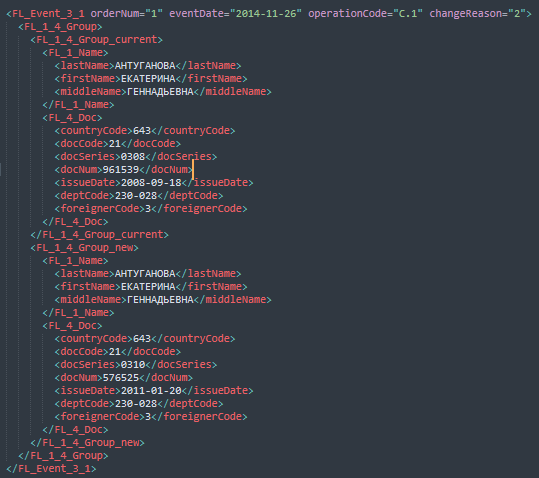 <FL_Event_3_1 orderNum="1" eventDate="2014-11-26" operationCode="C.1" changeReason="2">
<FL_1_4_Group>
<FL_1_4_Group_current>
<FL_1_Name>
<lastName>АНТУГАНОВА</lastName>
<firstName>ЕКАТЕРИНА</firstName>
<middleName>ГЕННАДЬЕВНА</middleName>
</FL_1_Name>
<FL_4_Doc>
<countryCode>643</countryCode>
<docCode>21</docCode>
<docSeries>0308</docSeries>
<docNum>961539</docNum>
<issueDate>2008-09-18</issueDate>
<deptCode>230-028</deptCode>
<foreignerCode>3</foreignerCode>
</FL_4_Doc>
</FL_1_4_Group_current>
<FL_1_4_Group_new>
<FL_1_Name>
<lastName>АНТУГАНОВА</lastName>
<firstName>ЕКАТЕРИНА</firstName>
<middleName>ГЕННАДЬЕВНА</middleName>
</FL_1_Name>
<FL_4_Doc>
<countryCode>643</countryCode>
<docCode>21</docCode>
<docSeries>0310</docSeries>
<docNum>576525</docNum>
<issueDate>2011-01-20</issueDate>
<deptCode>230-028</deptCode>
<foreignerCode>3</foreignerCode>
</FL_4_Doc>
</FL_1_4_Group_new>
</FL_1_4_Group>
</FL_Event_3_1>